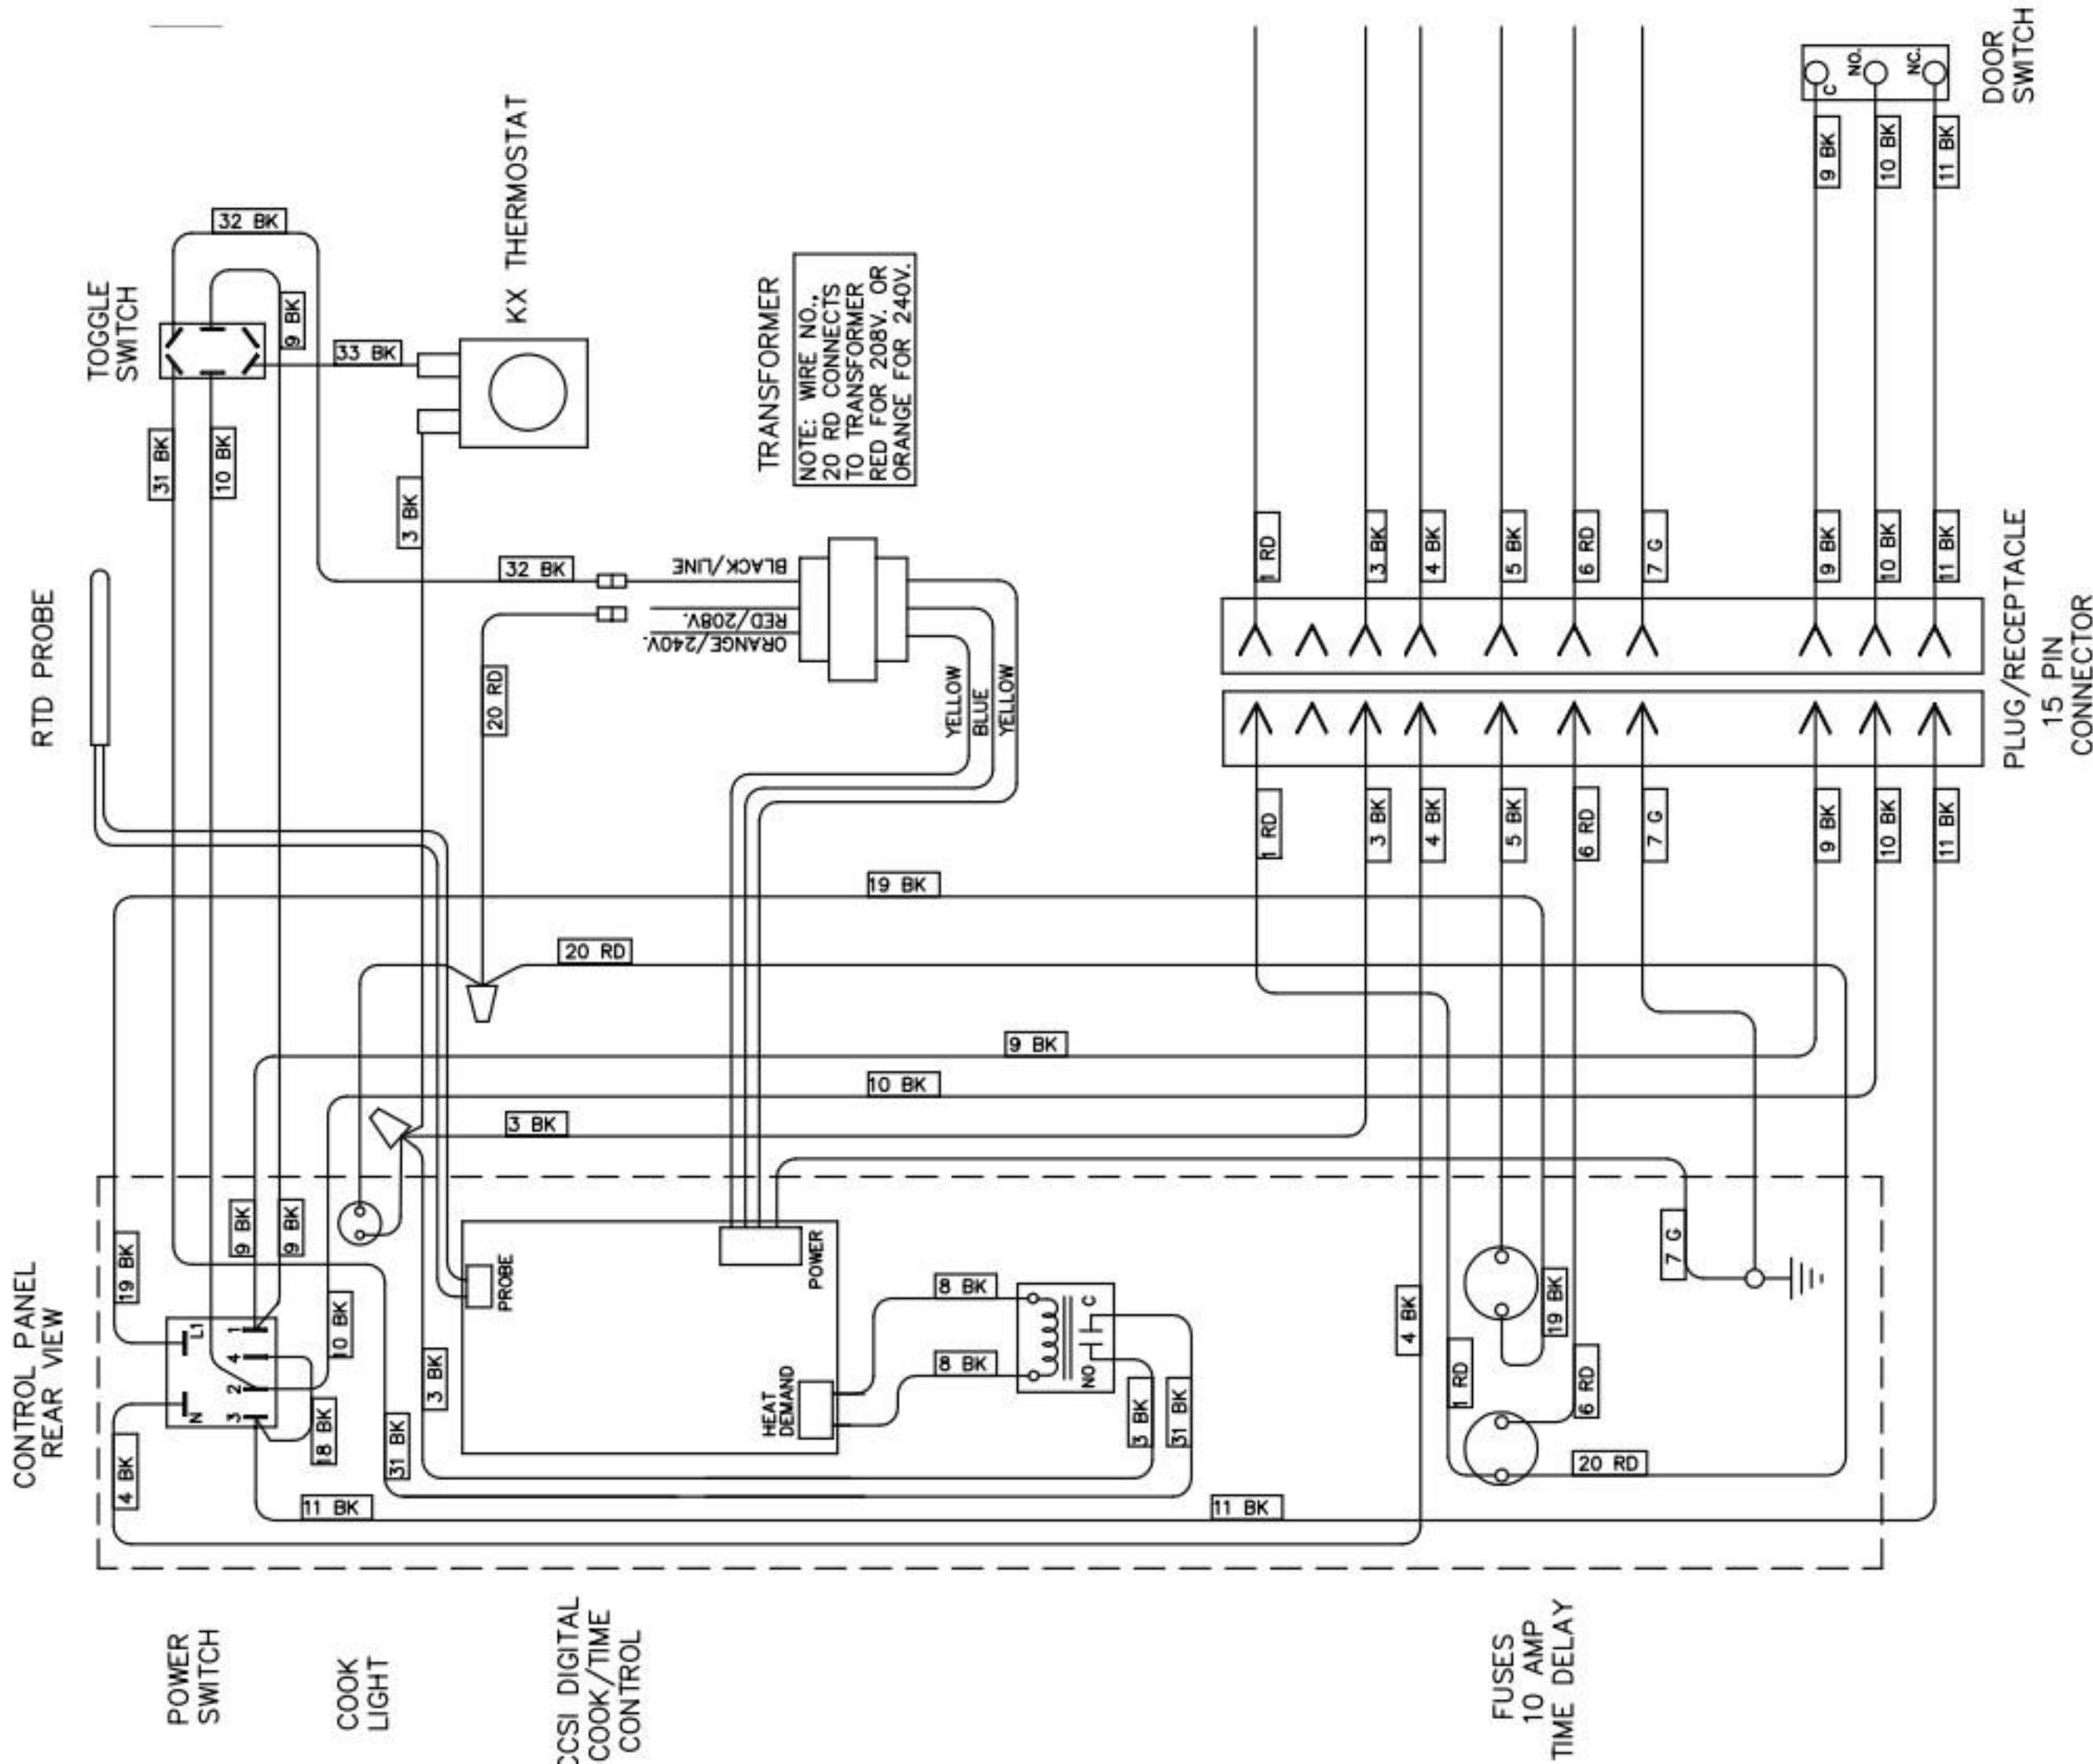 RTD PROBE
TOGGLE
SWITCH
KX THERMOSTAT
TRANSFORMER
NOTE: WIRE NO.,
20 RD CONNECTS
TO TRANSFORMER
RED FOR 208V. OR
ORANGE FOR 240V.
DOOR
SWITCH
C
NO.
NC.
9 BK
10 BK
11 BK
32 BK
9 BK
33 BK
31 BK
10 BK
3 BK
32 BK
BLACK/LINE
RED/208V.
ORANGE/240V.
20 RD
YELLOW
BLUE
YELLOW
1 RD
3 BK
4 BK
5 BK
6 RD
7 G
9 BK
10 BK
11 BK
PLUG/RECEPTACLE
15 PIN
CONNECTOR
1 RD
3 BK
4 BK
5 BK
6 RD
7 G
9 BK
10 BK
11 BK
19 BK
20 RD
9 BK
10 BK
3 BK
CONTROL PANEL
REAR VIEW
19 BK
9 BK
9 BK
L1
1
4
2
3
N
10 BK
18 BK
4 BK
11 BK
31 BK
3 BK
PROBE
POWER
HEAT
DEMAND
8 BK
8 BK
C
NO
3 BK
31 BK
11 BK
4 BK
1 RD
19 BK
6 RD
20 RD
7 G
POWER
SWITCH
COOK
LIGHT
CCSI DIGITAL
COOK/TIME
CONTROL
FUSES
10 AMP
TIME DELAY